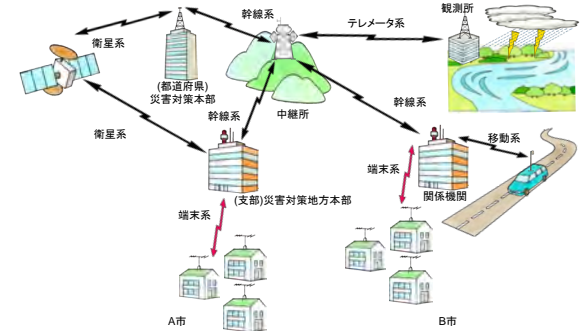 観測所
幹線系
テレメータ系
衛星系
(都道府県)
災害対策本部
中継所
幹線系
幹線系
衛星系
移動系
端末系
関係機関
(支部)災害対策地方本部
端末系
A市
B市